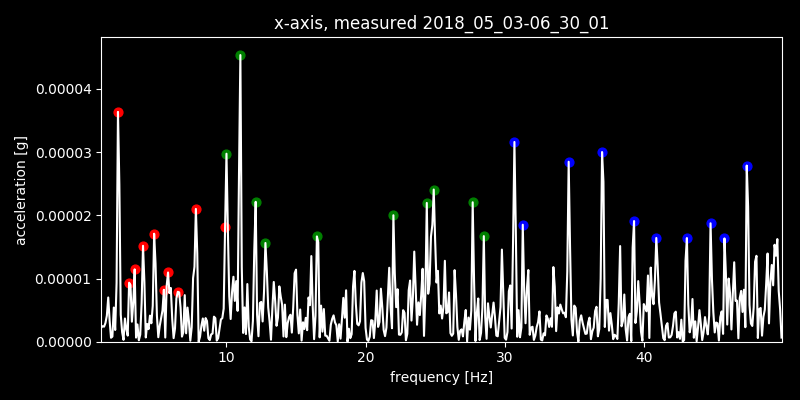 x-axis, measured 2018_05_03-06_30_01
acceleration [g]
0.00004
0.00003
0.00002
0.00001
0.00000
10 20 30 40
frequency [Hz]